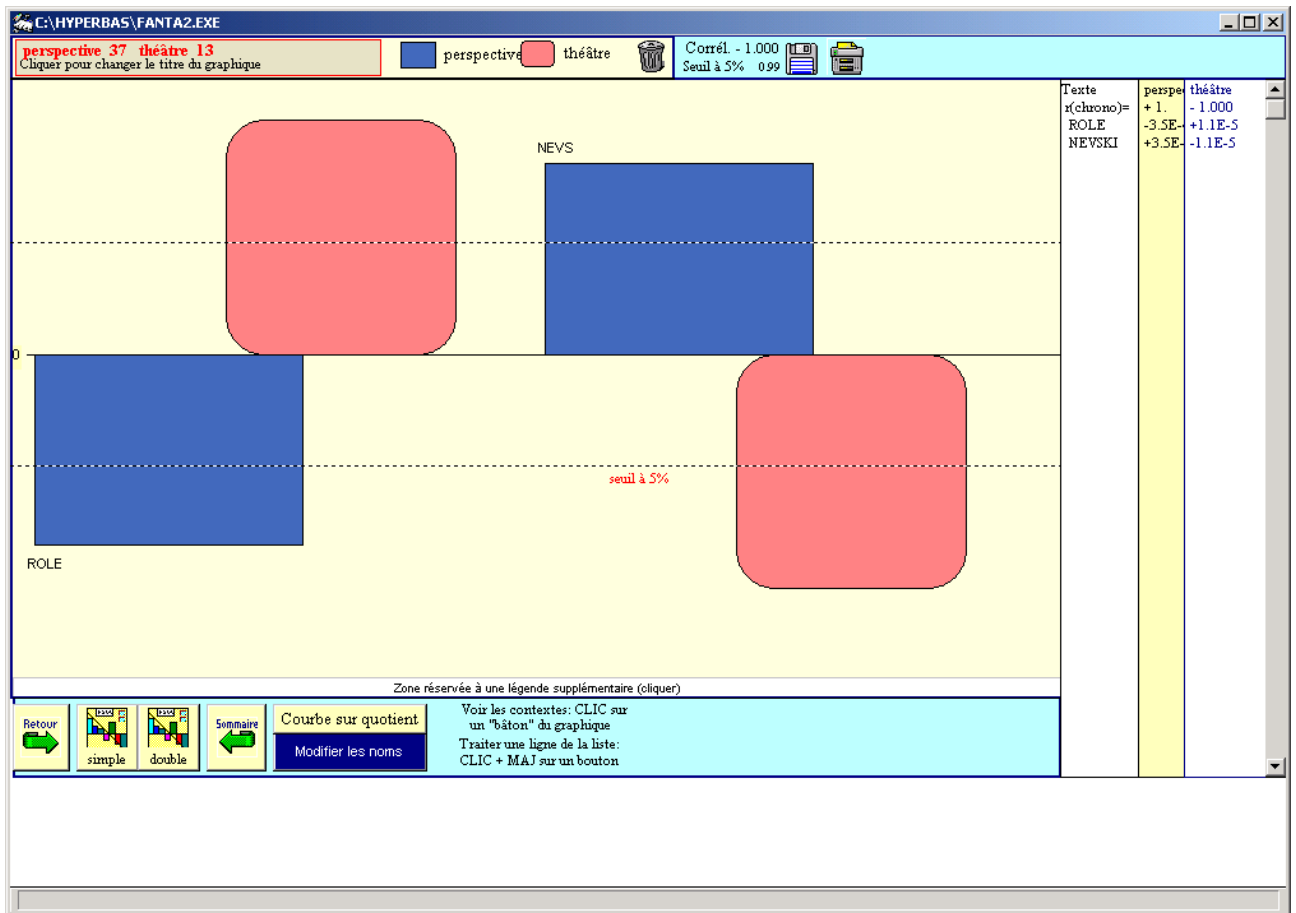 C:\HYPERBAS\FANTA2.EXE
perspective 37 théâtre 13
Cliquer pour changer le titre du graphique
perspective
théâtre
Corrél. - 1.000
Seuil à 5% 0.99
Texte perspe théâtre
r(chrono)= + 1. - 1.000
ROLE -3.5E- +1.1E-5
NEVSKI +3.5E- -1.1E-5
NEVS
0
seuil à 5%
ROLE
Zone réservée à une légende supplémentaire (cliquer)
Retour
simple
double
Sommaire
Courbe sur quotient
Modifier les noms
Voir les contextes: CLIC sur
un "bâton" du graphique
Traiter une ligne de la liste:
CLIC + MAJ sur un bouton